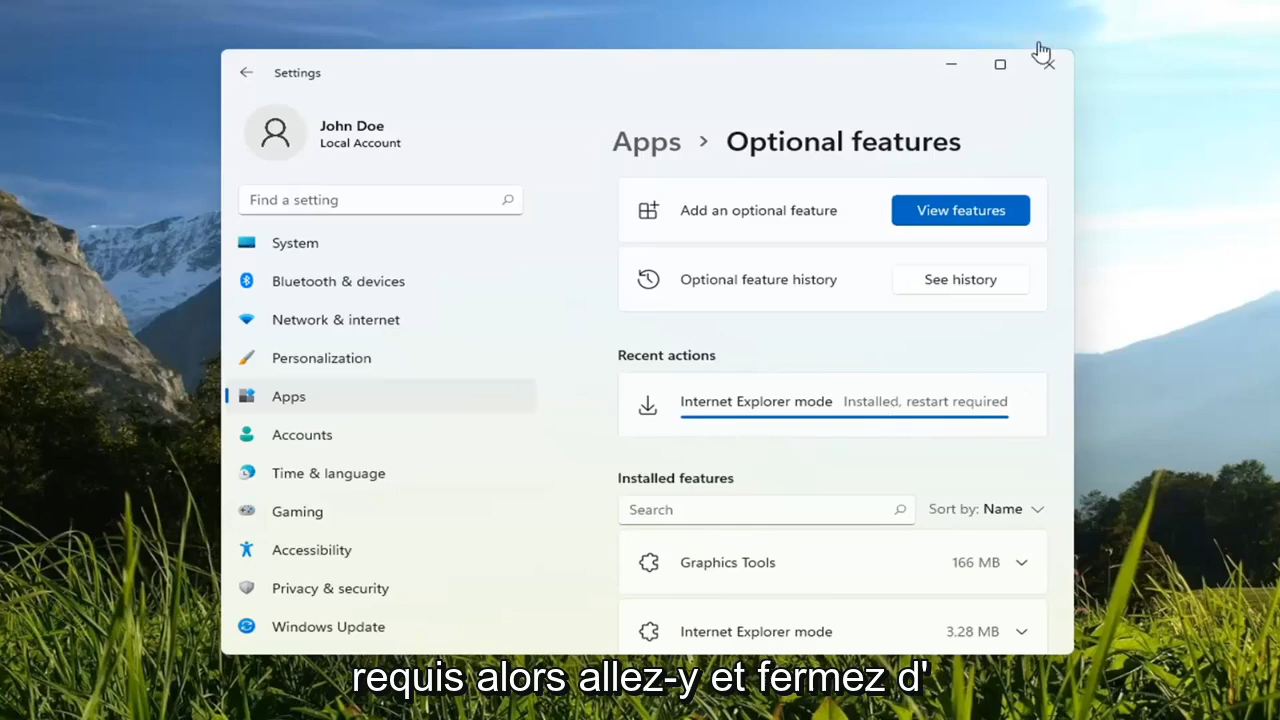 Settings
John Doe
Local Account
Find a setting
System
Bluetooth & devices
Network & internet
Personalization
Apps
Accounts
Time & language
Gaming
Accessibility
Privacy & security
Windows Update
Apps > Optional features
Add an optional feature View features
Optional feature history See history
Recent actions
Internet Explorer mode Installed, restart required
Installed features
Search Sort by: Name
Graphics Tools 166 MB
Internet Explorer mode 3.28 MB
requis alors allez-y et fermez d'